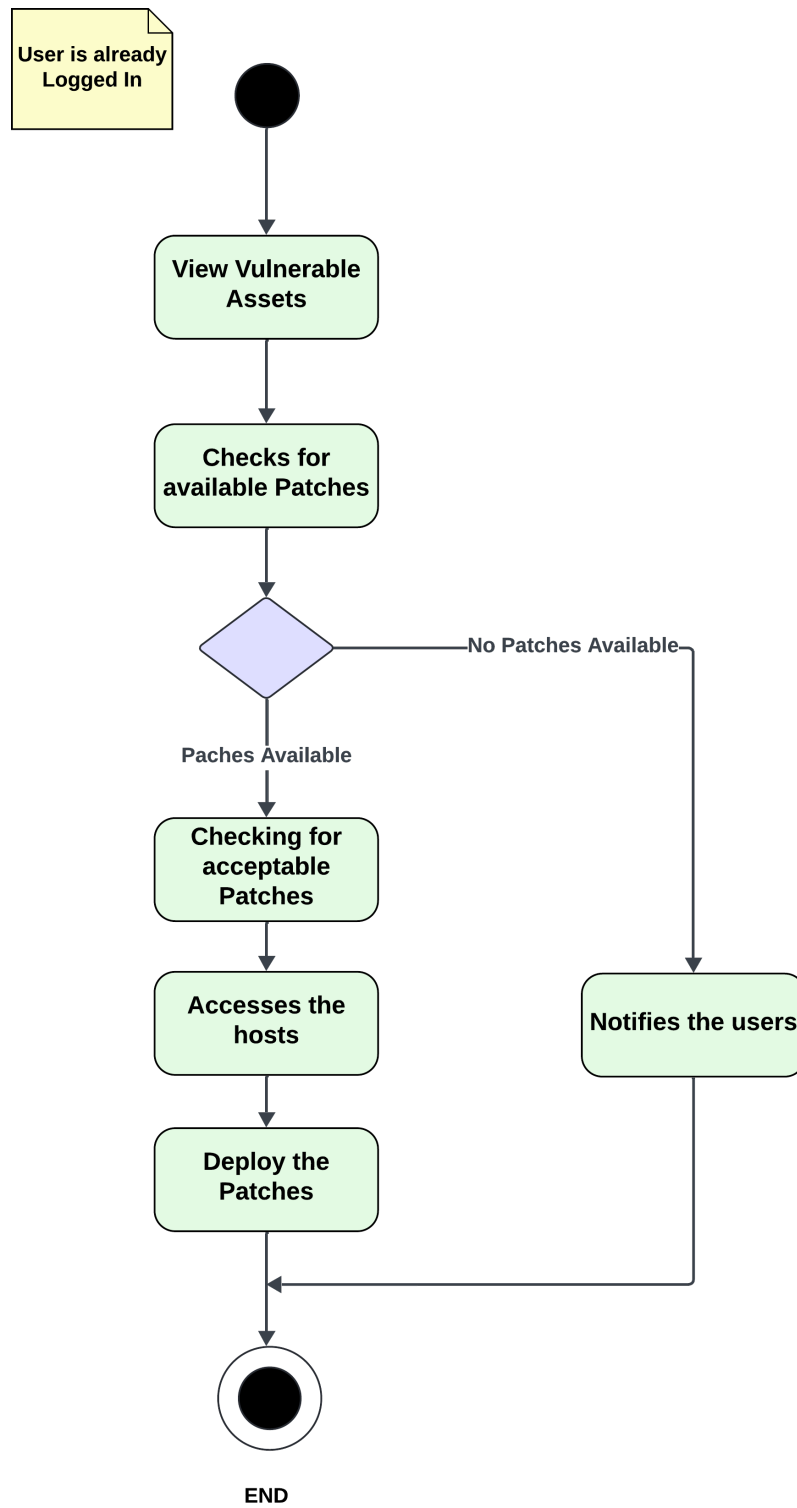 User is already
Logged In
View Vulnerable
Assets
Checks for
available Patches
No Patches Available
Paches Available
Checking for
acceptable
Patches
Accesses the
hosts
Notifies the users
Deploy the
Patches
END